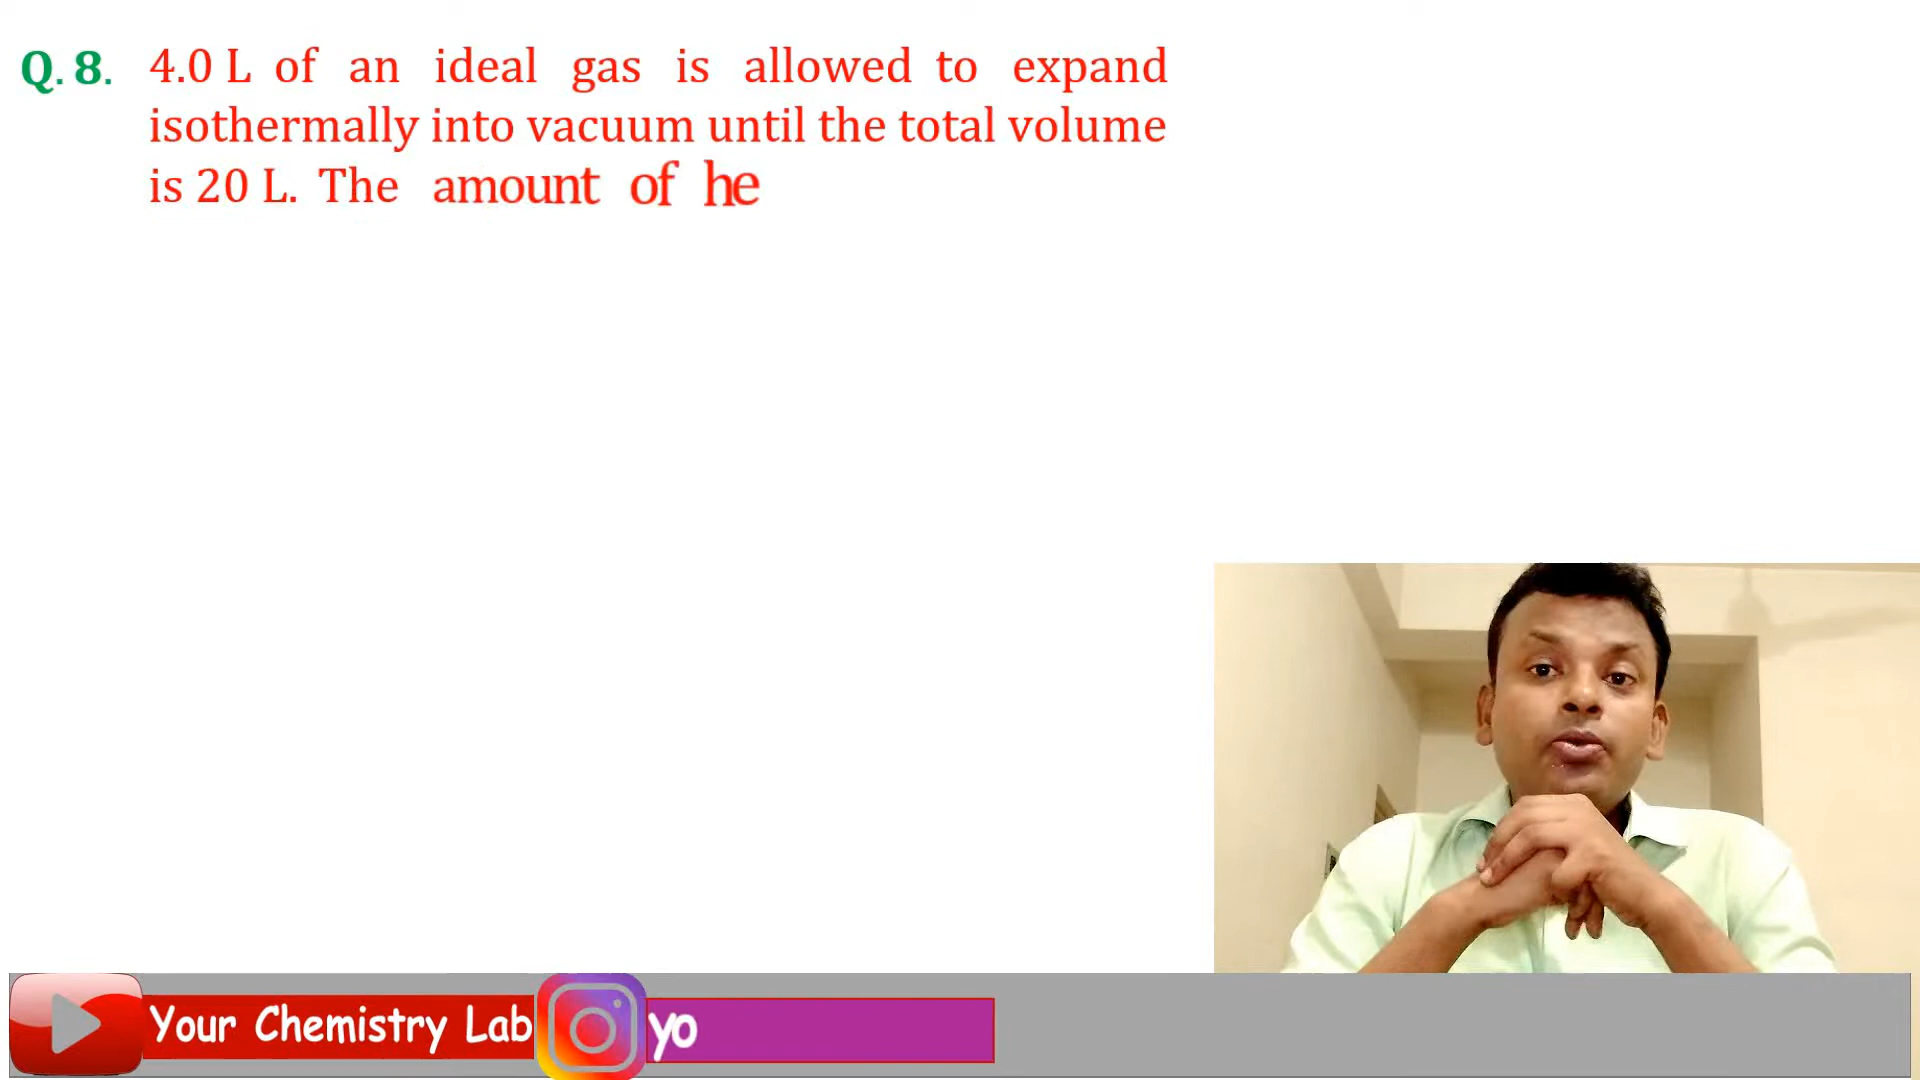 Q. 8. 4.0 L of an ideal gas is allowed to expand
isothermally into vacuum until the total volume
is 20 L. The amount of he
Your Chemistry Lab
yo